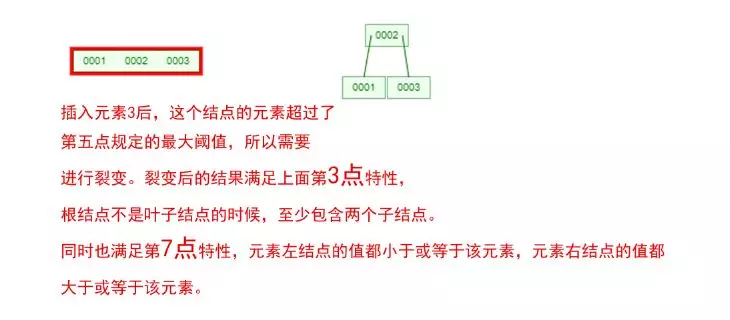 0002
0001 0002 0003
0001 0003
插入元素3后，这个结点的元素超过了
第五点规定的最大阈值，所以需要
进行裂变。裂变后的结果满足上面第3点特性，
根结点不是叶子结点的时候，至少包含两个子结点。
同时也满足第7点特性，元素左结点的值都小于或等于该元素，元素右结点的值都
大于或等于该元素。